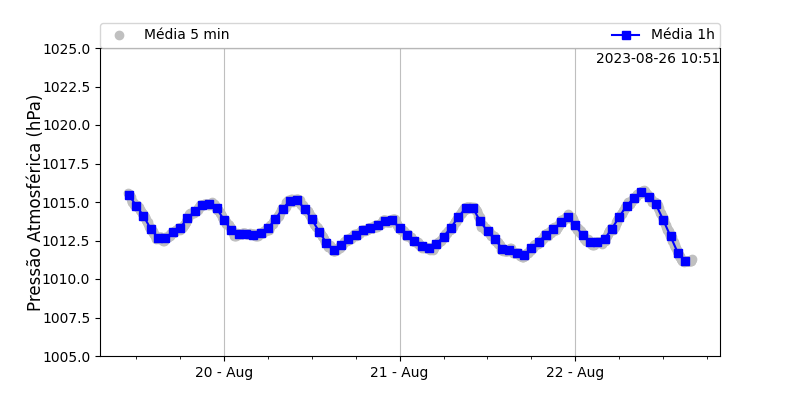 Média 5 min
Média 1h
2023-08-26 10:51
Pressão Atmosférica (hPa)
1025.0
1022.5
1020.0
1017.5
1015.0
1012.5
1010.0
1007.5
1005.0
20 - Aug
21 - Aug
22 - Aug